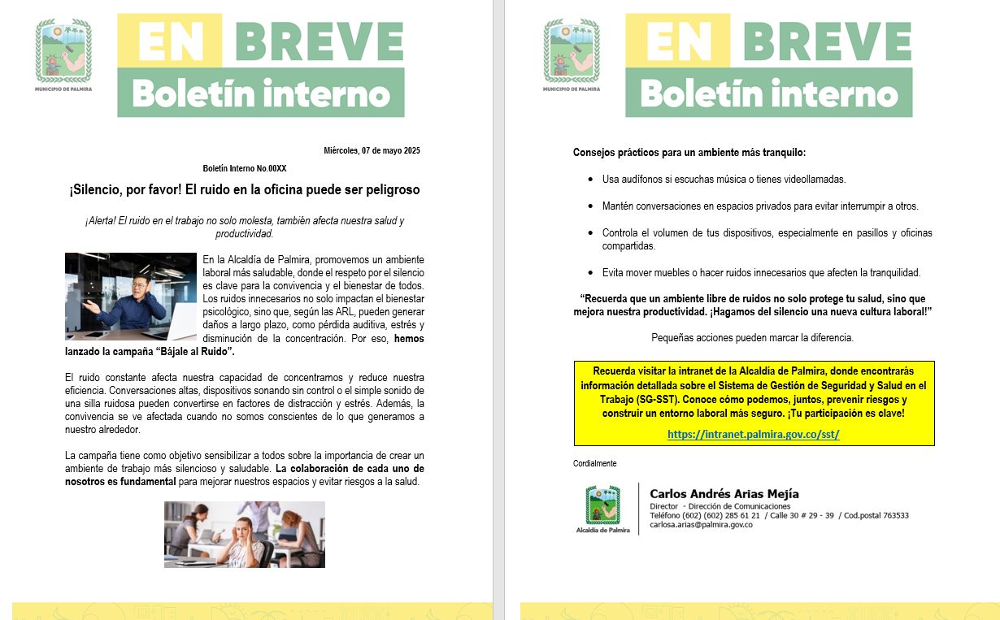 MUNICIPIO DE PALMIRA
EN BREVE
Boletín interno
Miércoles, 07 de mayo 2025
Boletín Interno No.00XX
¡Silencio, por favor! El ruido en la oficina puede ser peligroso
¡Alerta! El ruido en el trabajo no solo molesta, también afecta nuestra salud y
productividad.
En la Alcaldía de Palmira, promovemos un ambiente
laboral más saludable, donde el respeto por el silencio
es clave para la convivencia y el bienestar de todos.
Los ruidos innecesarios no solo impactan el bienestar
psicológico, sino que, según las ARL, pueden generar
daños a largo plazo, como pérdida auditiva, estrés y
disminución de la concentración. Por eso, hemos
lanzado la campaña “Bájale al Ruido”.
El ruido constante afecta nuestra capacidad de concentrarnos y reduce nuestra
eficiencia. Conversaciones altas, dispositivos sonando sin control o el simple sonido de
una silla ruidosa pueden convertirse en factores de distracción y estrés. Además, la
convivencia se ve afectada cuando no somos conscientes de lo que generamos a
nuestro alrededor.
La campaña tiene como objetivo sensibilizar a todos sobre la importancia de crear un
ambiente de trabajo más silencioso y saludable. La colaboración de cada uno de
nosotros es fundamental para mejorar nuestros espacios y evitar riesgos a la salud.
MUNICIPIO DE PALMIRA
EN BREVE
Boletín interno
Consejos prácticos para un ambiente más tranquilo:
• Usa audífonos si escuchas música o tienes videollamadas.
• Mantén conversaciones en espacios privados para evitar interrumpir a otros.
• Controla el volumen de tus dispositivos, especialmente en pasillos y oficinas
compartidas.
• Evita mover muebles o hacer ruidos innecesarios que afecten la tranquilidad.
“Recuerda que un ambiente libre de ruidos no solo protege tu salud, sino que
mejora nuestra productividad. ¡Hagamos del silencio una nueva cultura laboral!”
Pequeñas acciones pueden marcar la diferencia.
Recuerda visitar la intranet de la Alcaldía de Palmira, donde encontrarás
información detallada sobre el Sistema de Gestión de Seguridad y Salud en el
Trabajo (SG-SST). Conoce cómo podemos, juntos, prevenir riesgos y
construir un entorno laboral más seguro. ¡Tu participación es clave!
https://intranet.palmira.gov.co/sst/
Cordialmente
Alcaldía de Palmira
Carlos Andrés Arias Mejía
Director - Dirección de Comunicaciones
Teléfono (602) (602) 285 61 21 / Calle 30 # 29 - 39 / Cod.postal 763533
carlosa.arias@palmira.gov.co